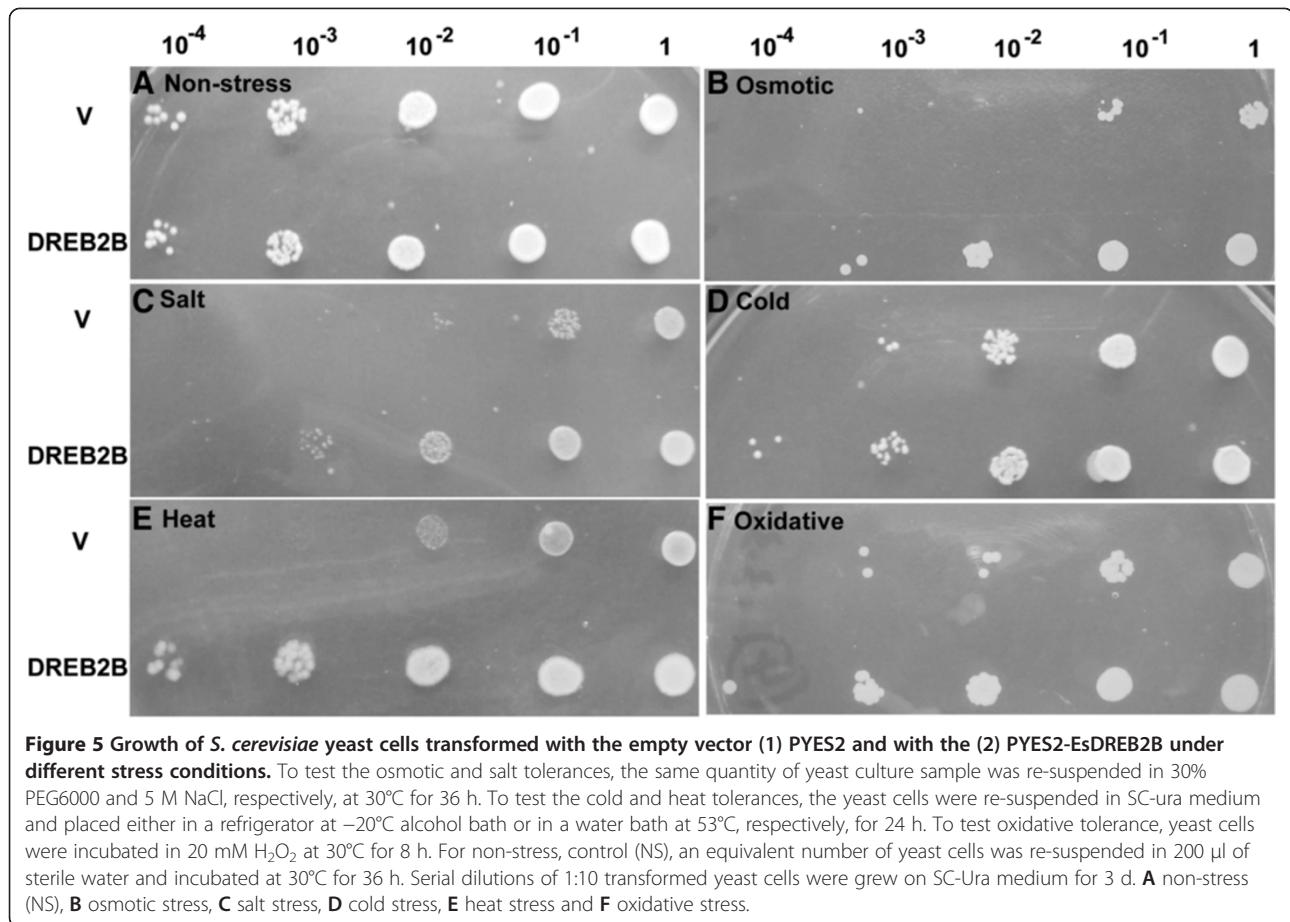 10⁻⁴ 10⁻³ 10⁻² 10⁻¹ 1 10⁻⁴ 10⁻³ 10⁻² 10⁻¹ 1
A Non-stress B Osmotic
V
DREB2B
C Salt D Cold
V
DREB2B
E Heat F Oxidative
V
DREB2B
Figure 5 Growth of S. cerevisiae yeast cells transformed with the empty vector (1) PYES2 and with the (2) PYES2-EsDREB2B under
different stress conditions. To test the osmotic and salt tolerances, the same quantity of yeast culture sample was re-suspended in 30%
PEG6000 and 5 M NaCl, respectively, at 30°C for 36 h. To test the cold and heat tolerances, the yeast cells were re-suspended in SC-ura medium
and placed either in a refrigerator at −20°C alcohol bath or in a water bath at 53°C, respectively, for 24 h. To test oxidative tolerance, yeast cells
were incubated in 20 mM H₂O₂ at 30°C for 8 h. For non-stress, control (NS), an equivalent number of yeast cells was re-suspended in 200 μl of
sterile water and incubated at 30°C for 36 h. Serial dilutions of 1:10 transformed yeast cells were grew on SC-Ura medium for 3 d. A non-stress
(NS), B osmotic stress, C salt stress, D cold stress, E heat stress and F oxidative stress.